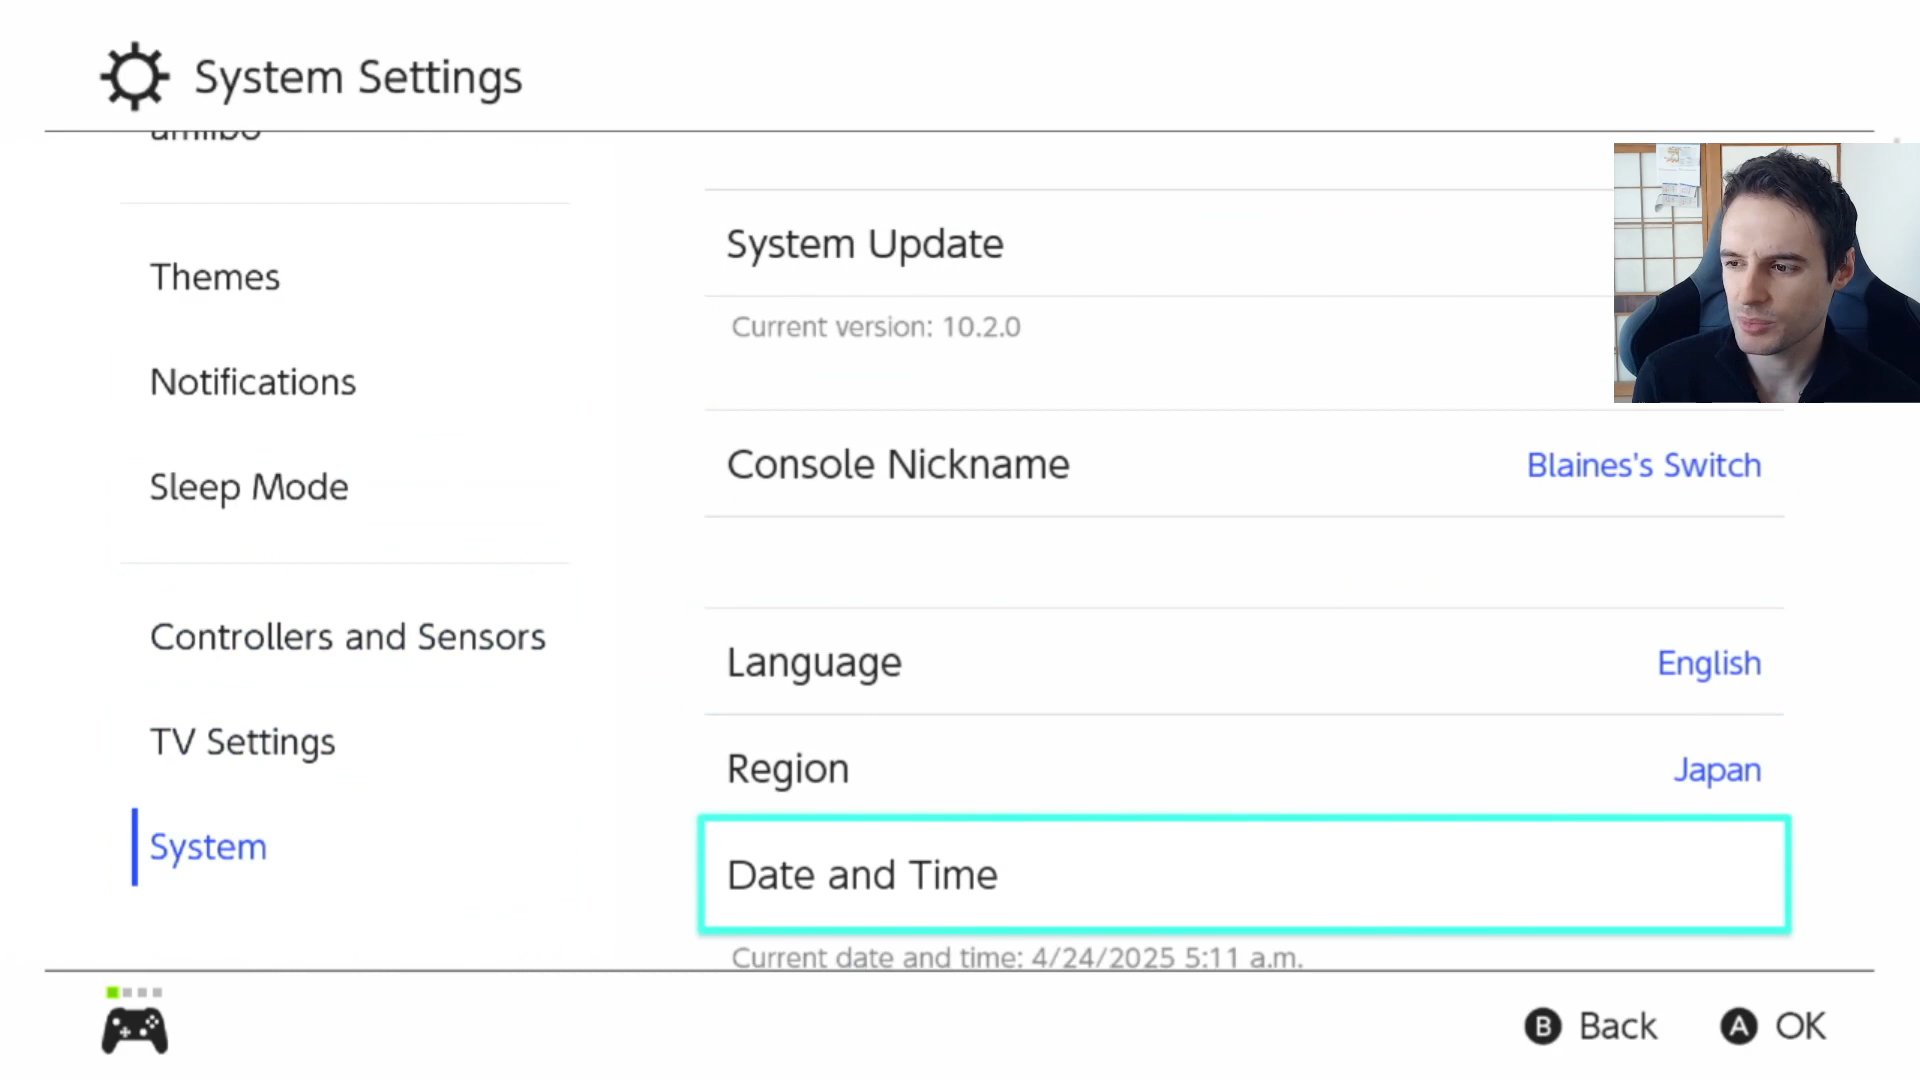 System Settings
amiibo
Themes
Notifications
Sleep Mode
Controllers and Sensors
TV Settings
System
System Update
Current version: 10.2.0
Console Nickname
Blaines's Switch
Language
English
Region
Japan
Date and Time
Current date and time: 4/24/2025 5:11 a.m.
B Back
A OK